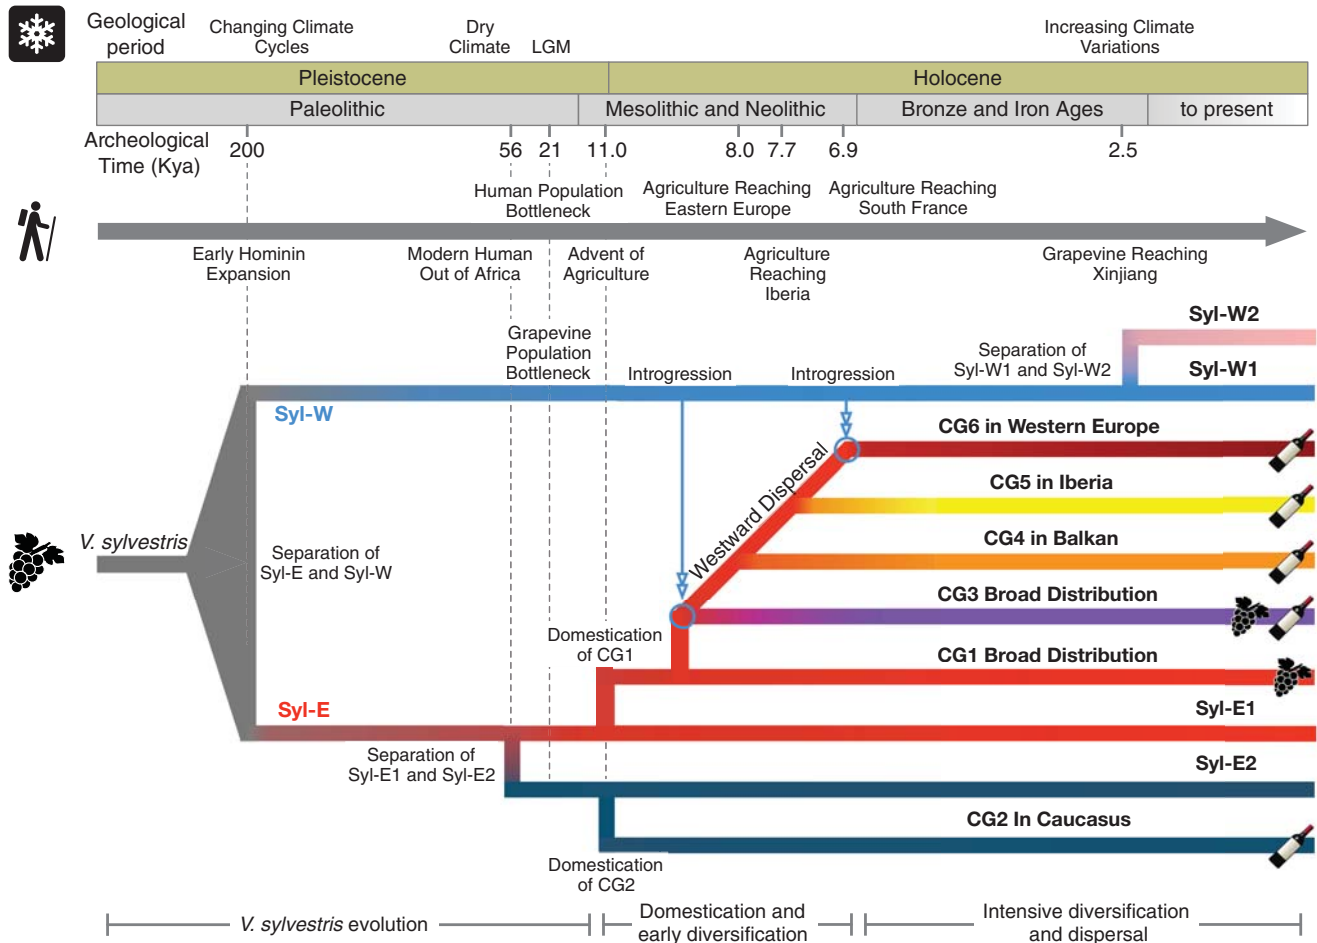 Geological
period
Changing Climate
Cycles
Dry
Climate
LGM
Increasing Climate
Variations
Pleistocene
Holocene
Paleolithic
Mesolithic and Neolithic
Bronze and Iron Ages
to present
Archeological
Time (Kya)
200
56
21
11.0
8.0
7.7
6.9
2.5
Human Population
Bottleneck
Agriculture Reaching
Eastern Europe
Agriculture Reaching
South France
Early Hominin
Expansion
Modern Human
Out of Africa
Advent of
Agriculture
Agriculture
Reaching
Iberia
Grapevine Reaching
Xinjiang
Grapevine
Population
Bottleneck
Introgression
Introgression
Separation of
Syl-W1 and Syl-W2
Syl-W2
Syl-W1
Syl-W
CG6 in Western Europe
Westward Dispersal
CG5 in Iberia
V. sylvestris
Separation of
Syl-E and Syl-W
CG4 in Balkan
CG3 Broad Distribution
Domestication
of CG1
CG1 Broad Distribution
Syl-E
Syl-E1
Separation of
Syl-E1 and Syl-E2
Syl-E2
CG2 In Caucasus
Domestication
of CG2
V. sylvestris evolution
Domestication and
early diversification
Intensive diversification
and dispersal